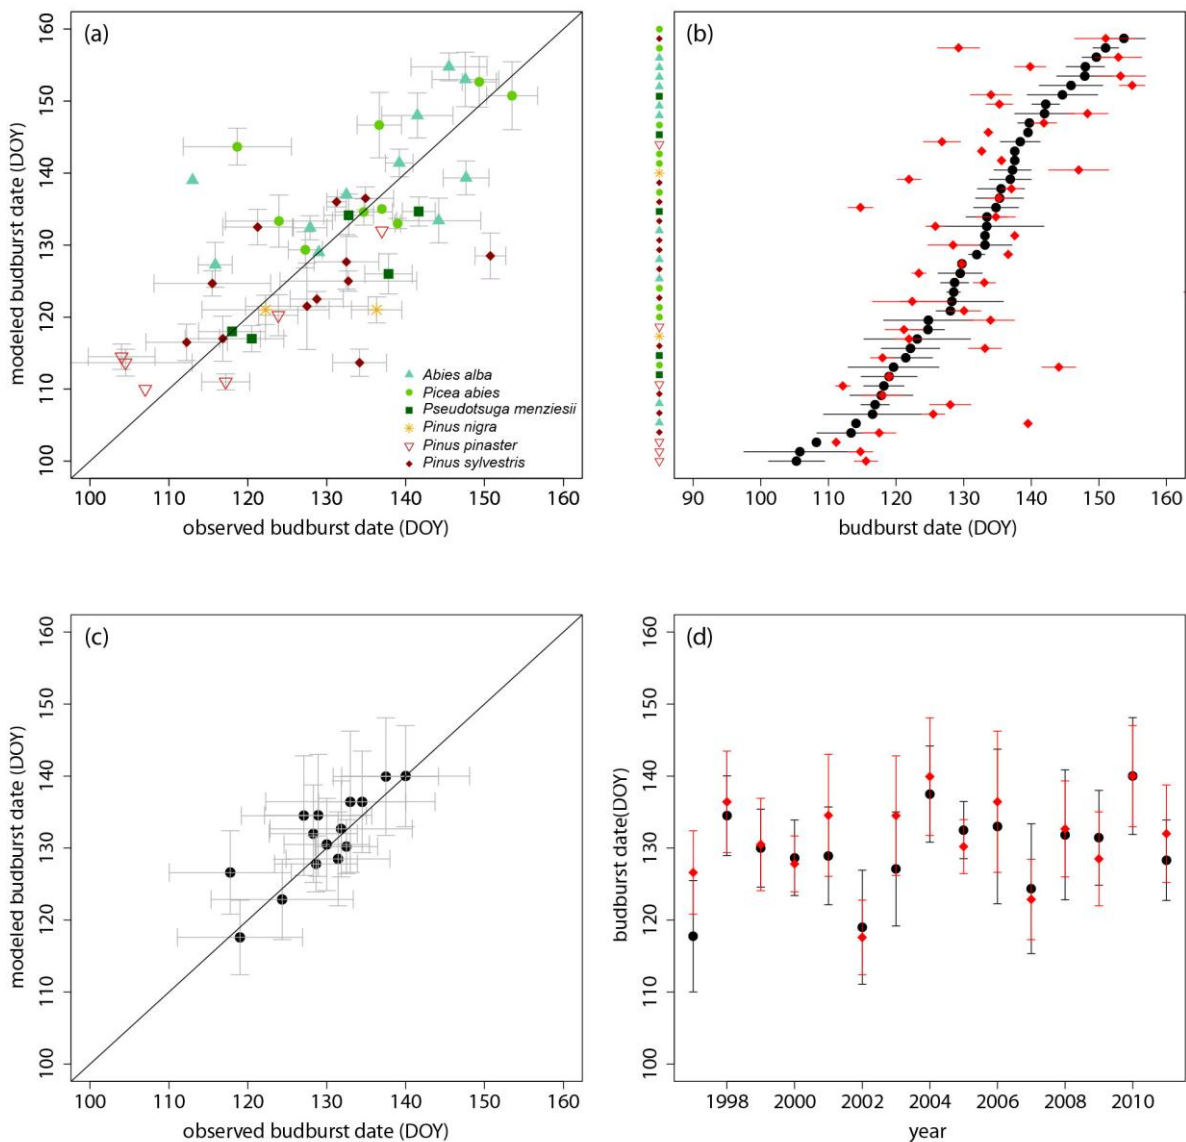 (a)
160
150
140
130
120
110
100
modeled budburst date (DOY)
Abies alba
Picea abies
Pseudotsuga menziesii
Pinus nigra
Pinus pinaster
Pinus sylvestris
100 110 120 130 140 150 160
observed budburst date (DOY)
(b)
90 100 110 120 130 140 150 160
budburst date (DOY)
(c)
160
150
140
130
120
110
100
modeled budburst date (DOY)
100 110 120 130 140 150 160
observed budburst date (DOY)
(d)
160
150
140
130
120
110
100
budburst date(DOY)
1998 2000 2002 2004 2006 2008 2010
year